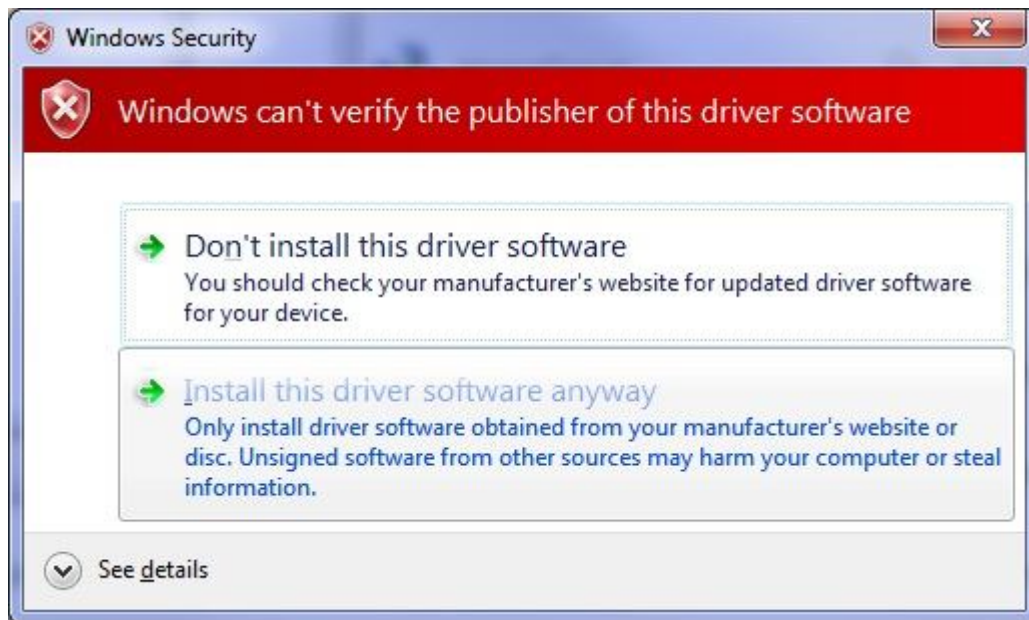 Windows Security
Windows can't verify the publisher of this driver software
Don't install this driver software
You should check your manufacturer's website for updated driver software
for your device.
Install this driver software anyway
Only install driver software obtained from your manufacturer's website or
disc. Unsigned software from other sources may harm your computer or steal
information.
See details